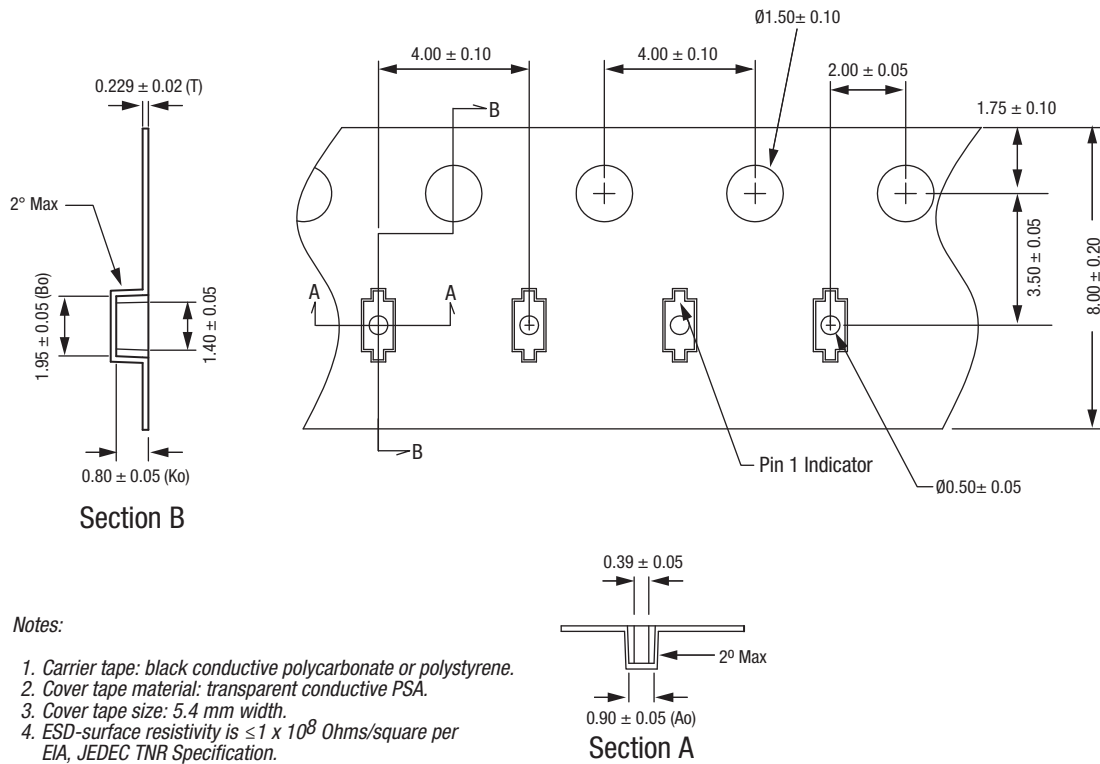 Ø1.50± 0.10
4.00 ± 0.10
4.00 ± 0.10
2.00 ± 0.05
0.229 ± 0.02 (T)
B
1.75 ± 0.10
2° Max
3.50 ± 0.05
8.00 ± 0.20
A
A
1.95 ± 0.05 (Bo)
1.40 ± 0.05
B
Pin 1 Indicator
0.80 ± 0.05 (Ko)
Ø0.50± 0.05
Section B
0.39 ± 0.05
Notes:
2º Max
1. Carrier tape: black conductive polycarbonate or polystyrene.
2. Cover tape material: transparent conductive PSA.
3. Cover tape size: 5.4 mm width.
4. ESD-surface resistivity is ≤1 x 10⁸ Ohms/square per
EIA, JEDEC TNR Specification.
0.90 ± 0.05 (Ao)
Section A